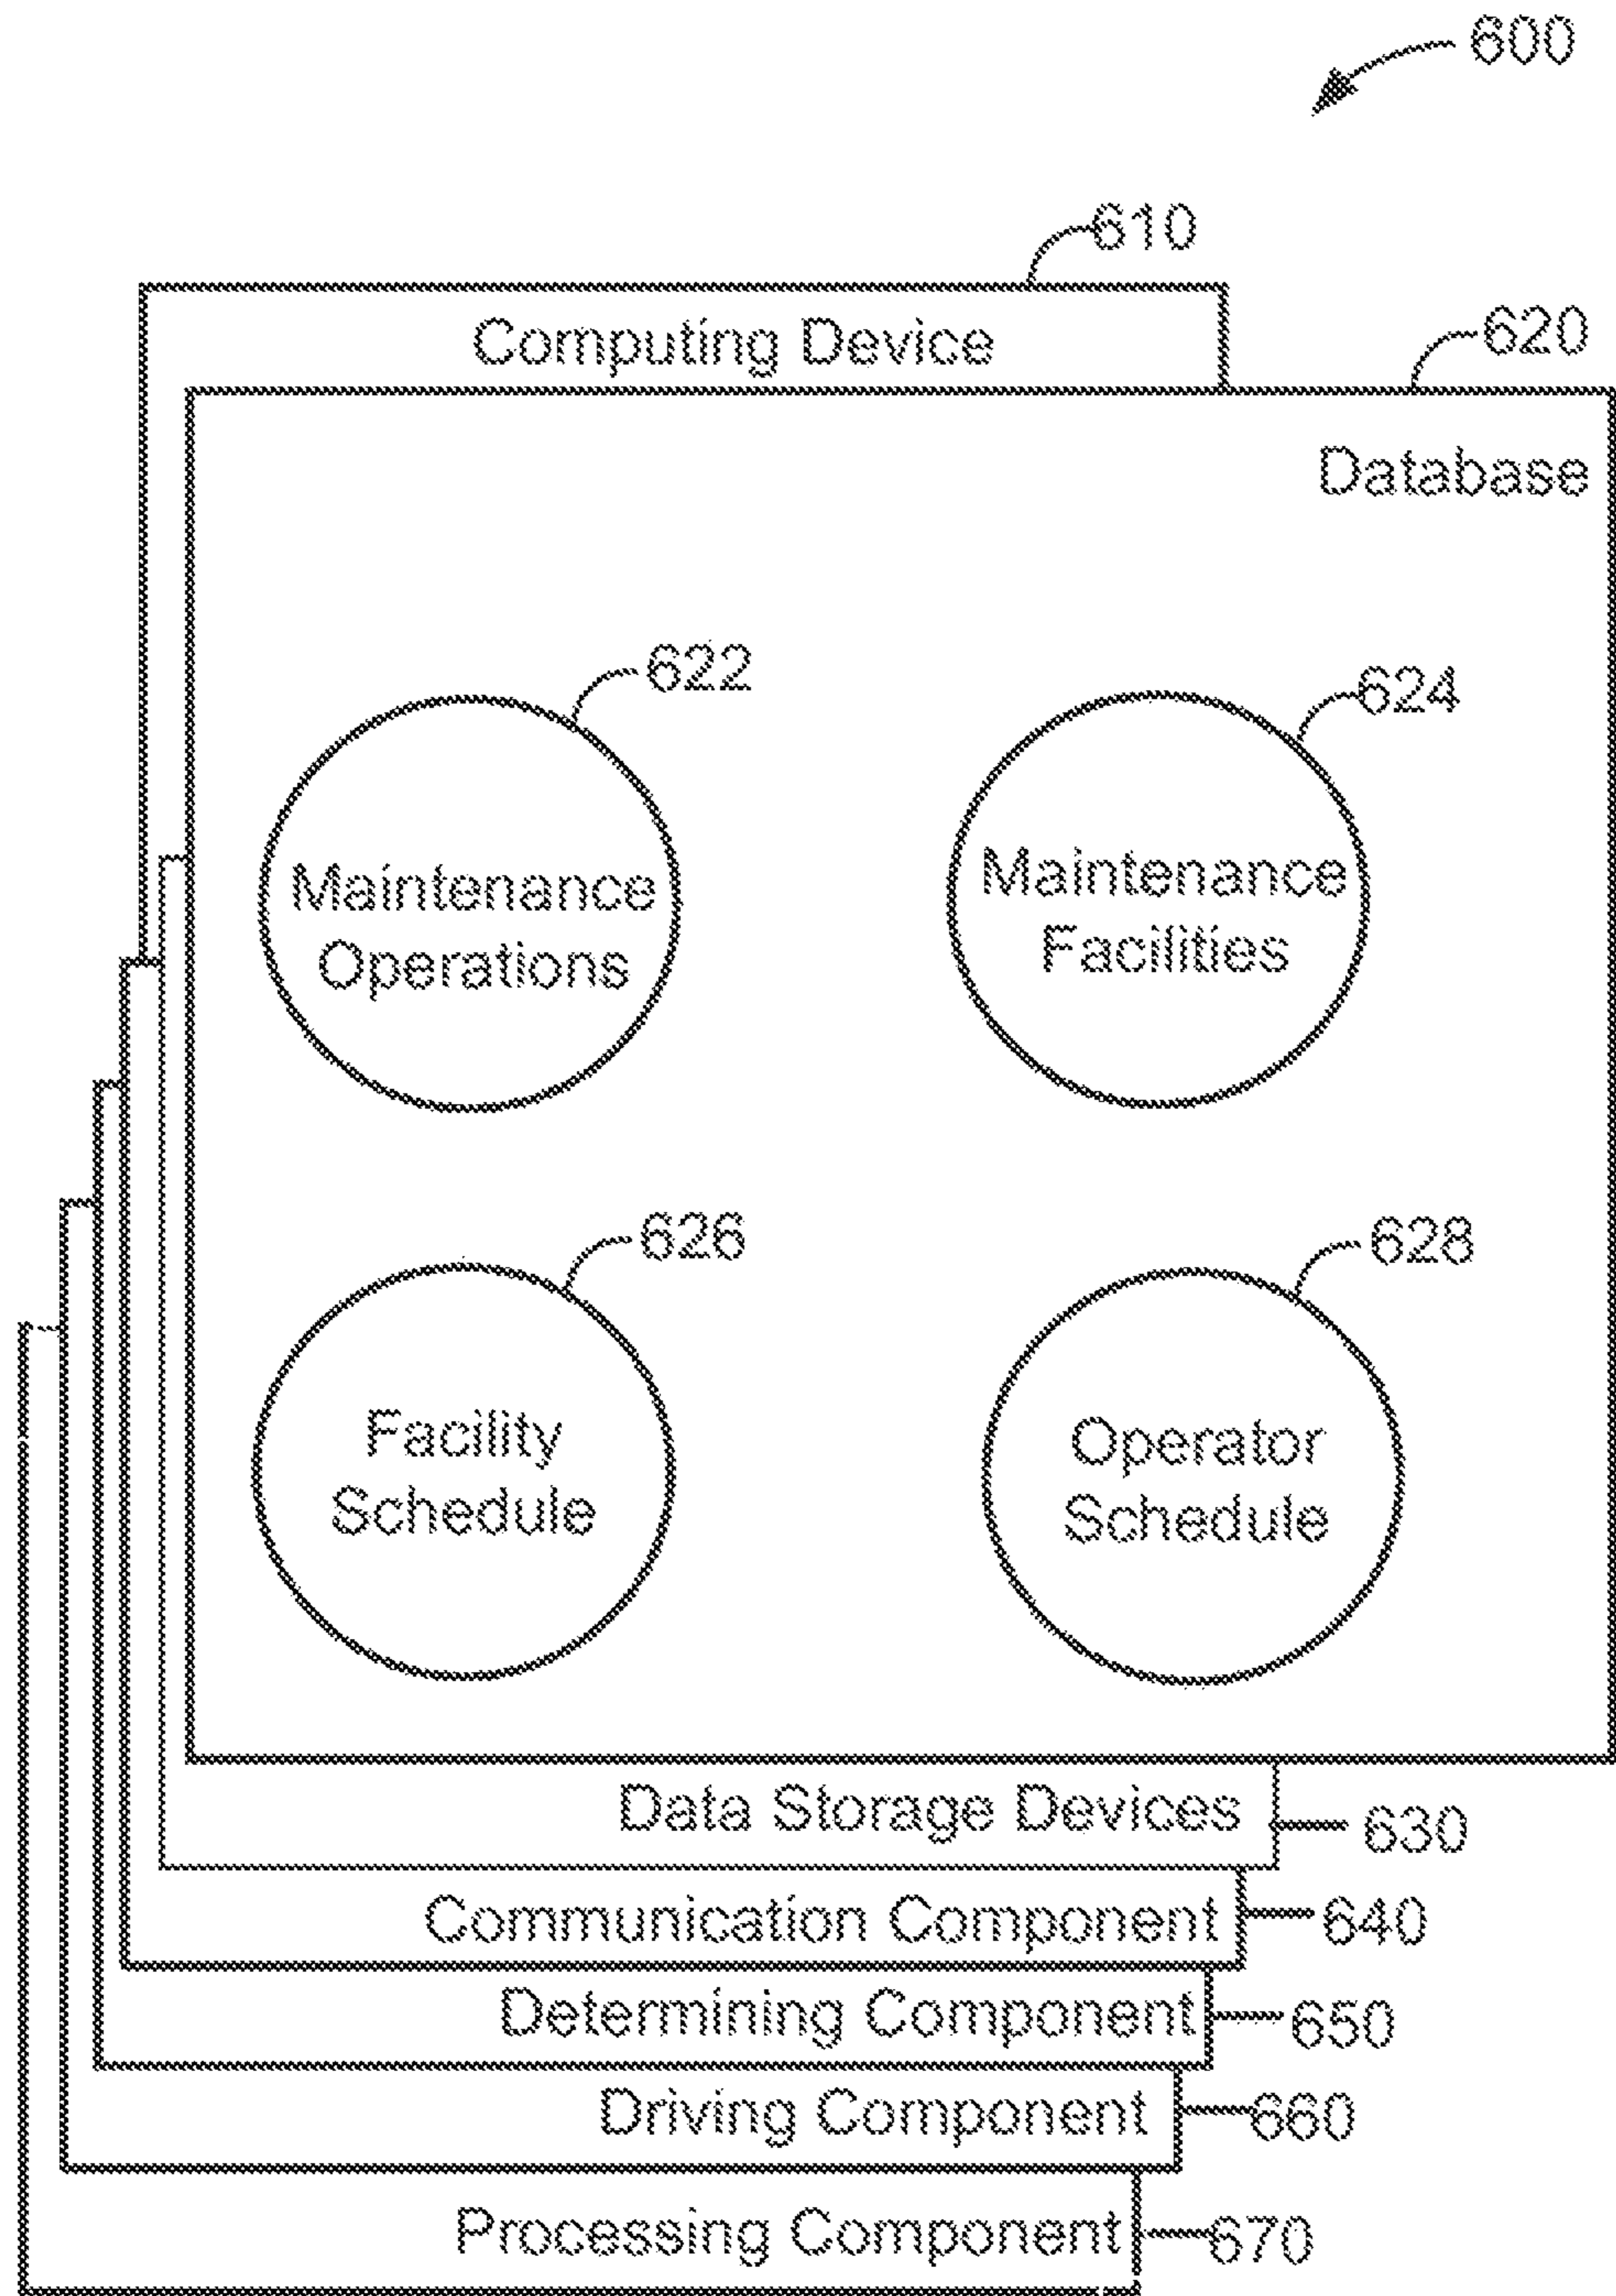 600
610
Computing Device
620
Database
622
624
Maintenance
Operations
Maintenance
Facilities
626
628
Facility
Schedule
Operator
Schedule
Data Storage Devices
630
Communication Component
640
Determining Component
650
Driving Component
660
Processing Component
670